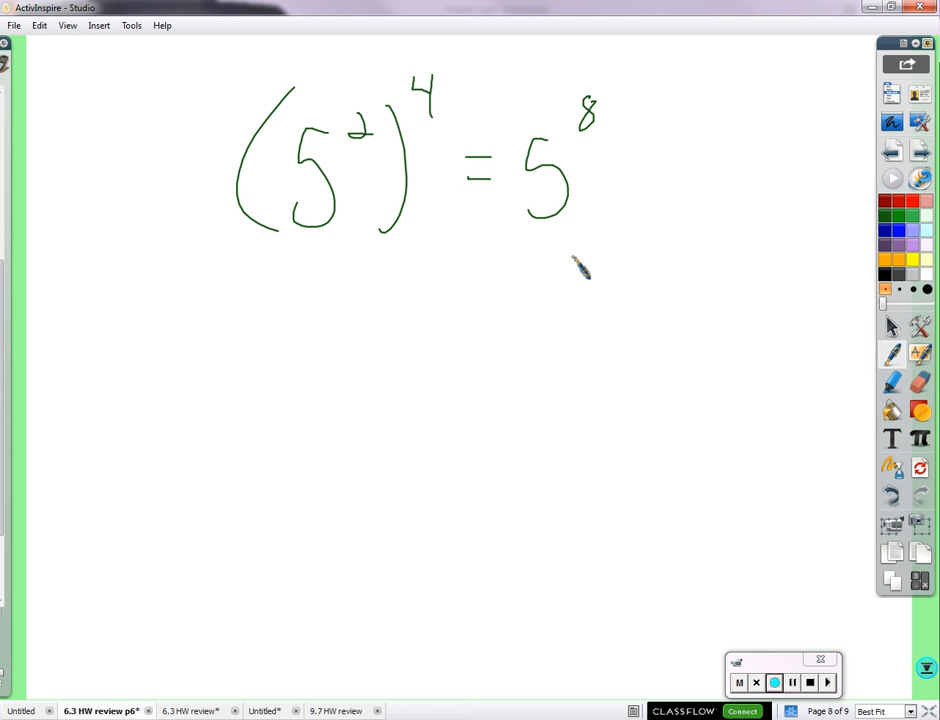 ActivInspire - Studio
File Edit View Insert Tools Help
(5²)⁴ = 5⁸
M
Untitled 6.3 HW review p6* 6.3 HW review* Untitled* 9.7 HW review CLASSFLOW Connect Page 8 of 9 Best Fit